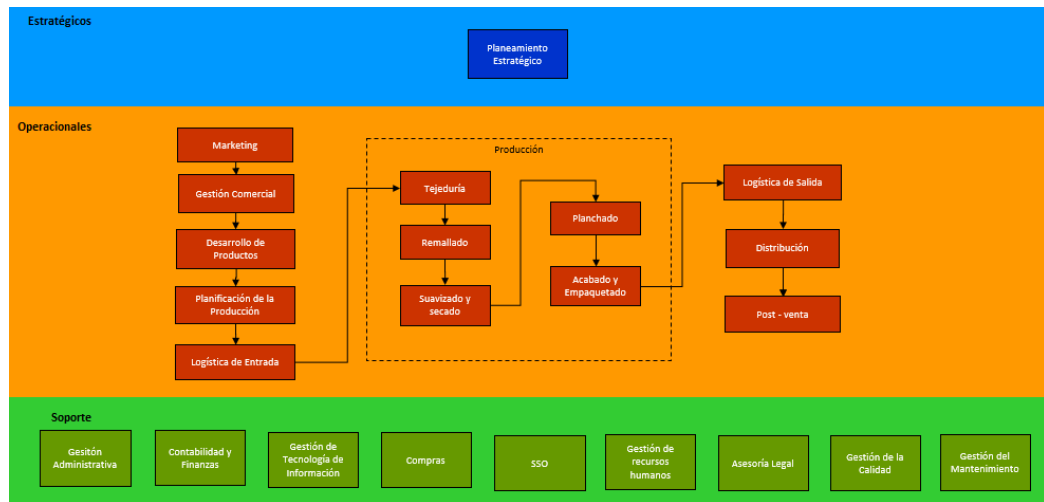 Estratégicos
Planeamiento
Estratégico
Operacionales
Marketing
Gestión Comercial
Desarrollo de
Productos
Planificación de la
Producción
Logística de Entrada
Producción
Tejeduría
Remallado
Suavizado y
secado
Planchado
Acabado y
Empaquetado
Logística de Salida
Distribución
Post - venta
Soporte
Gesitón
Administrativa
Contabilidad y
Finanzas
Gestión de
Tecnología de
Información
Compras
SSO
Gestión de
recursos
humanos
Asesoría Legal
Gestión de la
Calidad
Gestión del
Mantenimiento